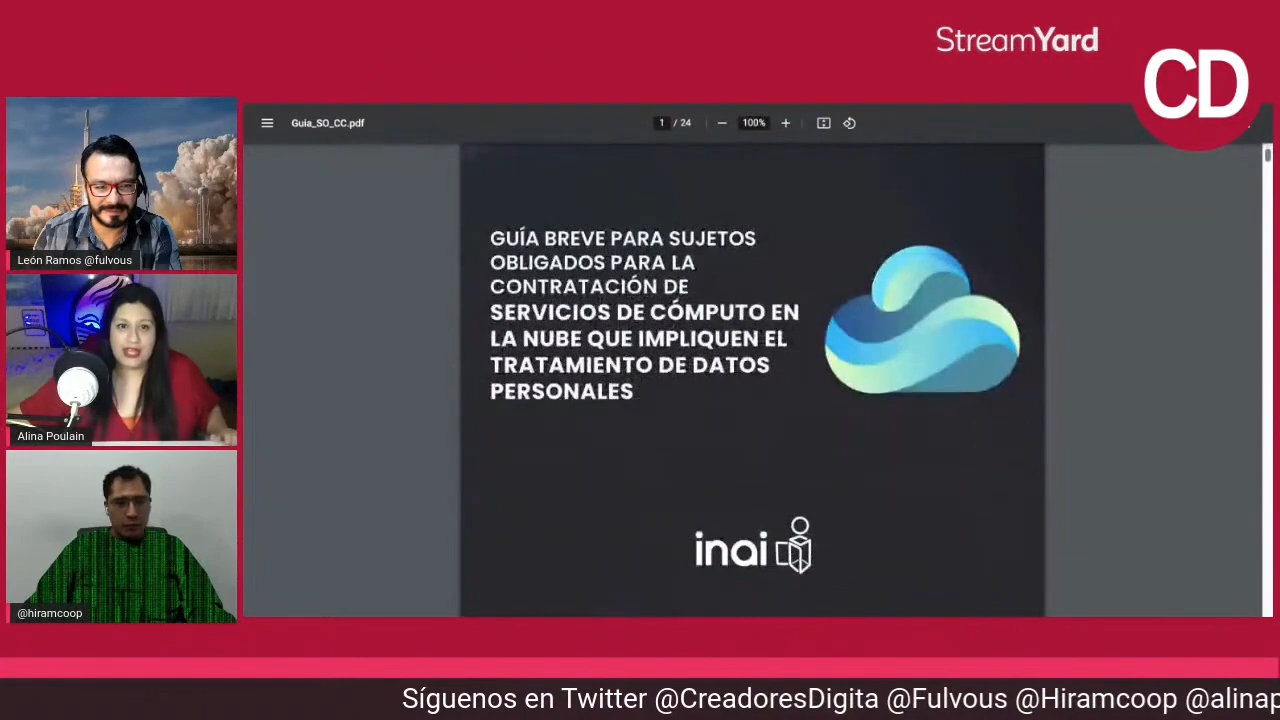 StreamYard
CD
Guia_SO_CC.pdf
1 / 24
100%
León Ramos @fulvous
Alina Poulain
@hiramcoop
GUÍA BREVE PARA SUJETOS
OBLIGADOS PARA LA
CONTRATACIÓN DE
SERVICIOS DE CÓMPUTO EN
LA NUBE QUE IMPLIQUEN EL
TRATAMIENTO DE DATOS
PERSONALES
inai
Síguenos en Twitter @CreadoresDigita @Fulvous @Hiramcoop @alinap